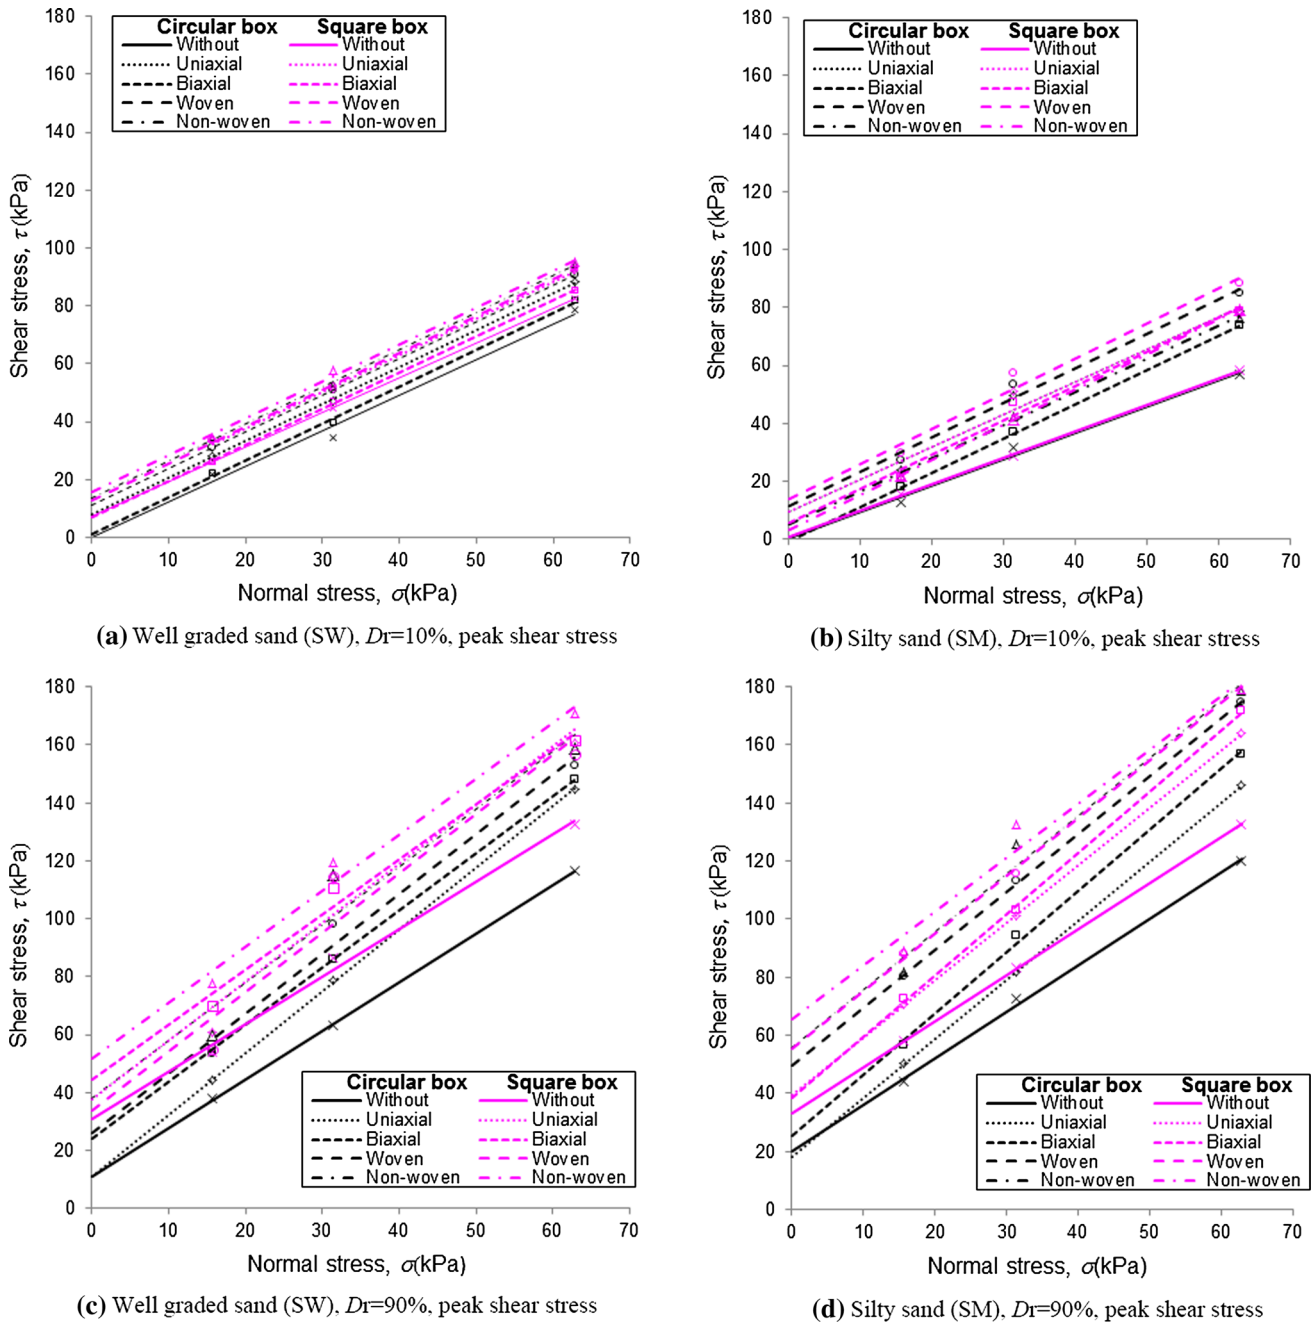 180
160
140
120
100
80
60
40
20
0
0 10 20 30 40 50 60 70
Shear stress, τ(kPa)
Normal stress, σ(kPa)
Circular box Square box
Without Without
Uniaxial Uniaxial
Biaxial Biaxial
Woven Woven
Non-woven Non-woven
(a) Well graded sand (SW), Dr=10%, peak shear stress
180
160
140
120
100
80
60
40
20
0
0 10 20 30 40 50 60 70
Shear stress, τ(kPa)
Normal stress, σ(kPa)
Circular box Square box
Without Without
Uniaxial Uniaxial
Biaxial Biaxial
Woven Woven
Non-woven Non-woven
(b) Silty sand (SM), Dr=10%, peak shear stress
180
160
140
120
100
80
60
40
20
0
0 10 20 30 40 50 60 70
Shear stress, τ(kPa)
Normal stress, σ(kPa)
Circular box Square box
Without Without
Uniaxial Uniaxial
Biaxial Biaxial
Woven Woven
Non-woven Non-woven
(c) Well graded sand (SW), Dr=90%, peak shear stress
180
160
140
120
100
80
60
40
20
0
0 10 20 30 40 50 60 70
Shear stress, τ(kPa)
Normal stress, σ(kPa)
Circular box Square box
Without Without
Uniaxial Uniaxial
Biaxial Biaxial
Woven Woven
Non-woven Non-woven
(d) Silty sand (SM), Dr=90%, peak shear stress